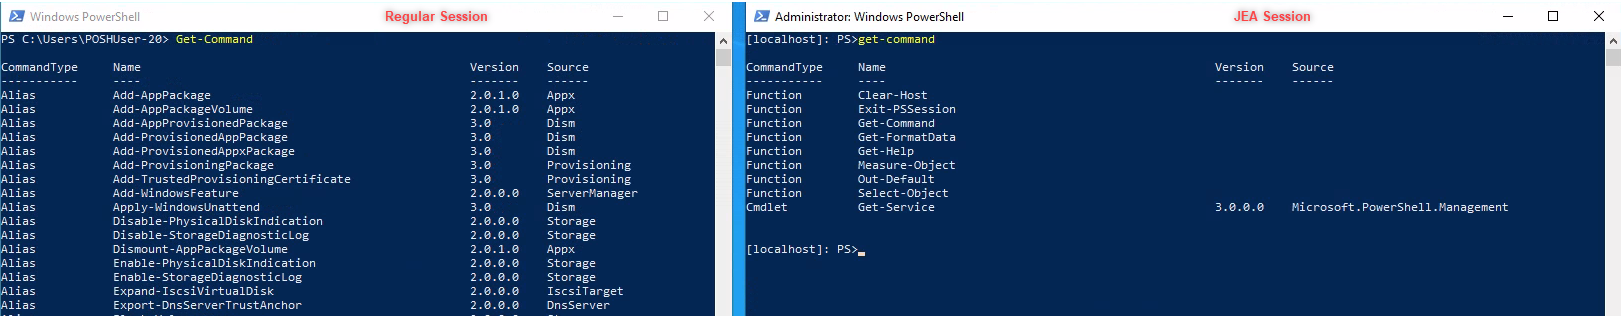 Windows PowerShell
Regular Session
PS C:\Users\POSHUser-20> Get-Command
CommandType     Name                                               Version    Source
-----------     ----                                               -------    ------
Alias           Add-AppPackage                                     2.0.1.0    Appx
Alias           Add-AppPackageVolume                               2.0.1.0    Appx
Alias           Add-AppProvisionedPackage                          3.0        Dism
Alias           Add-ProvisionedAppPackage                          3.0        Dism
Alias           Add-ProvisionedAppxPackage                         3.0        Dism
Alias           Add-ProvisioningPackage                            3.0        Provisioning
Alias           Add-TrustedProvisioningCertificate                 3.0        Provisioning
Alias           Add-WindowsFeature                                 2.0.0.0    ServerManager
Alias           Apply-WindowsUnattend                              3.0        Dism
Alias           Disable-PhysicalDiskIndication                     2.0.0.0    Storage
Alias           Disable-StorageDiagnosticLog                       2.0.0.0    Storage
Alias           Dismount-AppPackageVolume                          2.0.1.0    Appx
Alias           Enable-PhysicalDiskIndication                      2.0.0.0    Storage
Alias           Enable-StorageDiagnosticLog                        2.0.0.0    Storage
Alias           Expand-IscsiVirtualDisk                            2.0.0.0    IscsiTarget
Alias           Export-DnsServerTrustAnchor                        2.0.0.0    DnsServer
Administrator: Windows PowerShell
JEA Session
[localhost]: PS>get-command
CommandType     Name                                               Version    Source
-----------     ----                                               -------    ------
Function        Clear-Host
Function        Exit-PSSession
Function        Get-Command
Function        Get-FormatData
Function        Get-Help
Function        Measure-Object
Function        Out-Default
Function        Select-Object
Cmdlet          Get-Service                                        3.0.0.0    Microsoft.PowerShell.Management
[localhost]: PS>